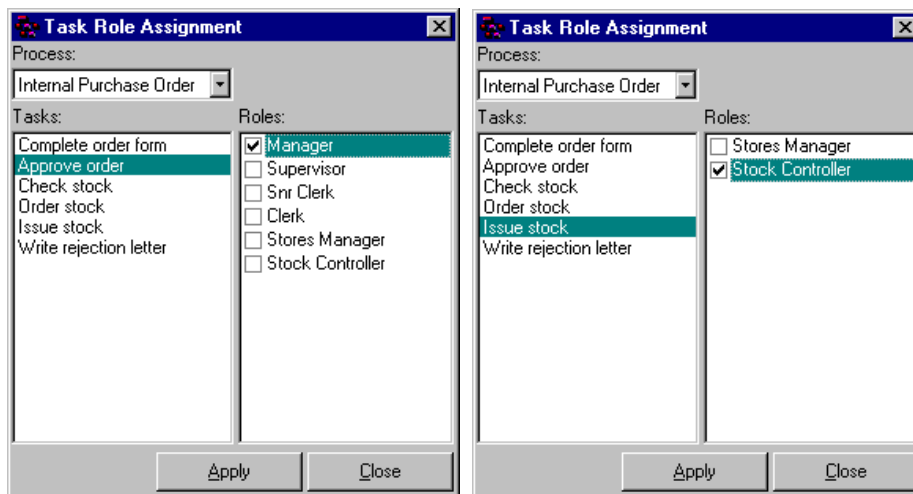 Task Role Assignment
Process:
Internal Purchase Order
Tasks:
Complete order form
Approve order
Check stock
Order stock
Issue stock
Write rejection letter
Roles:
Manager
Supervisor
Snr Clerk
Clerk
Stores Manager
Stock Controller
Apply
Close
Task Role Assignment
Process:
Internal Purchase Order
Tasks:
Complete order form
Approve order
Check stock
Order stock
Issue stock
Write rejection letter
Roles:
Stores Manager
Stock Controller
Apply
Close